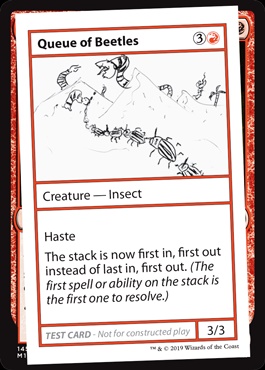 Queue of Beetles 3
Creature — Insect
Haste
The stack is now first in, first out
instead of last in, first out. (The
first spell or ability on the stack is
the first one to resolve.)
TEST CARD - Not for constructed play
3/3
™ & © 2019 Wizards of the Coast